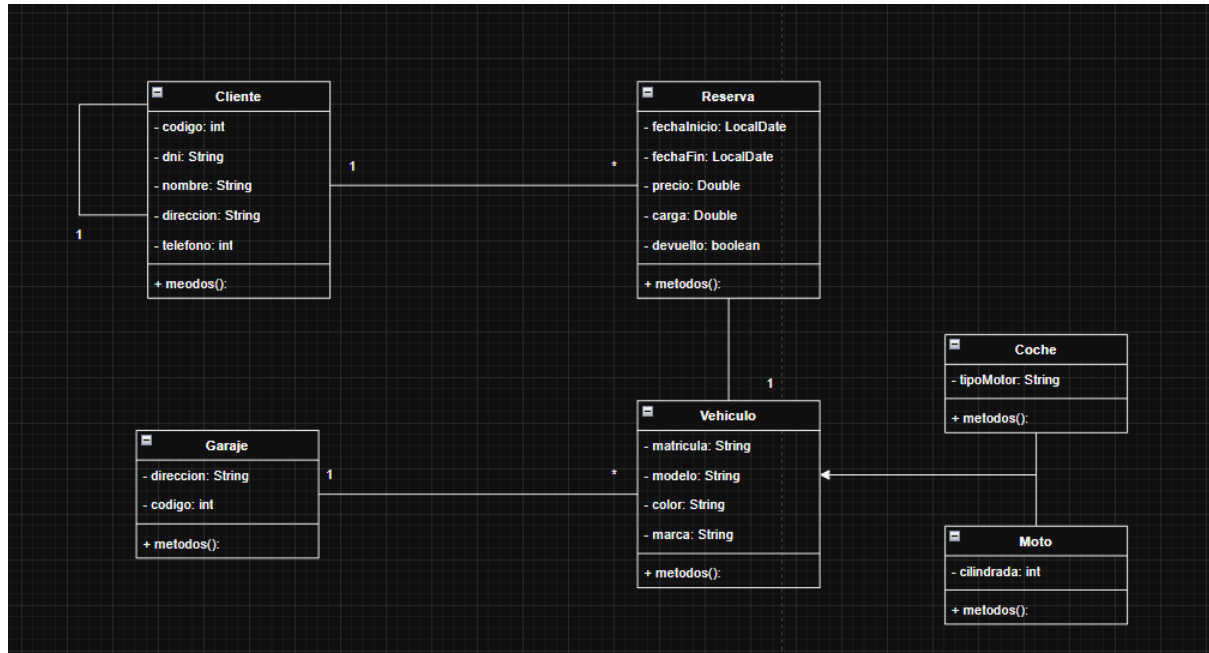 Cliente
- codigo: int
- dni: String
- nombre: String
- direccion: String
- telefono: int
+ meodos():
1
1
*
Reserva
- fechaInicio: LocalDate
- fechaFin: LocalDate
- precio: Double
- carga: Double
- devuelto: boolean
+ metodos():
1
Garaje
- direccion: String
- codigo: int
+ metodos():
1
*
Vehiculo
- matricula: String
- modelo: String
- color: String
- marca: String
+ metodos():
Coche
- tipoMotor: String
+ metodos():
Moto
- cilindrada: int
+ metodos():